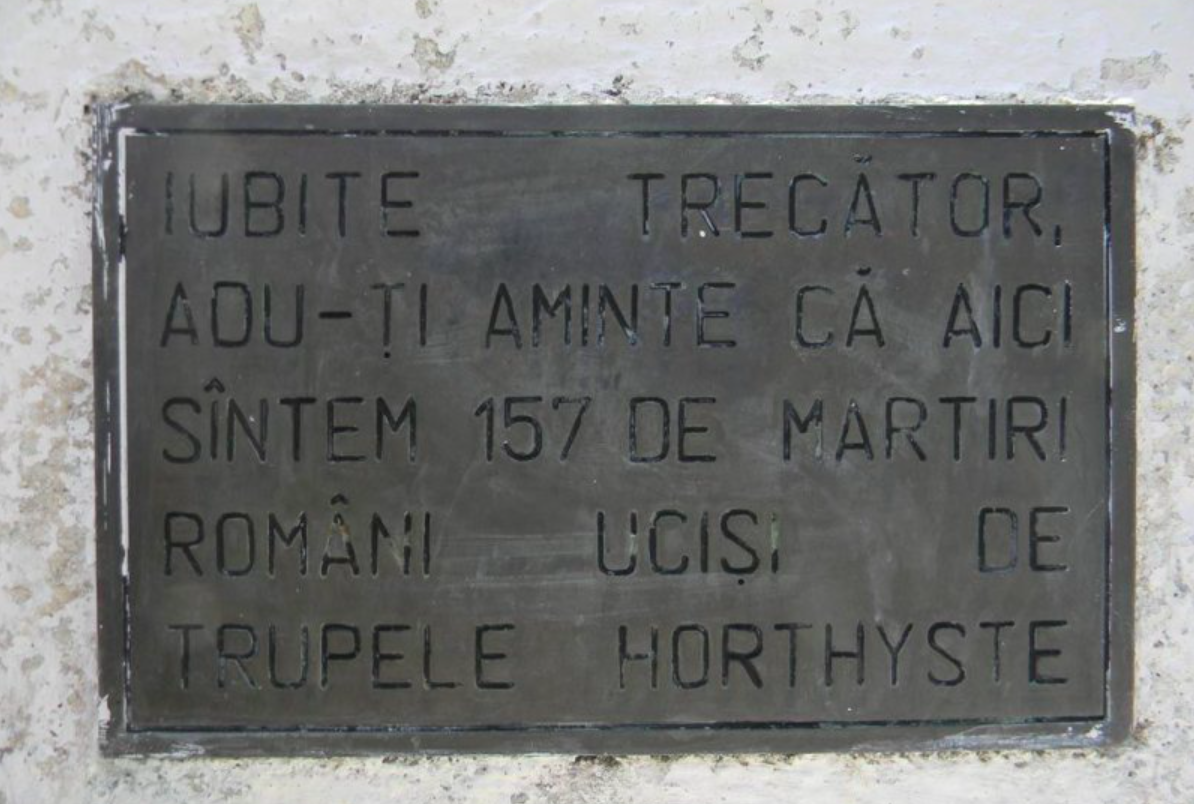 IUBITE TRECĂTOR,
ADU-ȚI AMINTE CĂ AICI
SÎNTEM 157 DE MARTIRI
ROMÂNI UCIȘI DE
TRUPELE HORTHYSTE